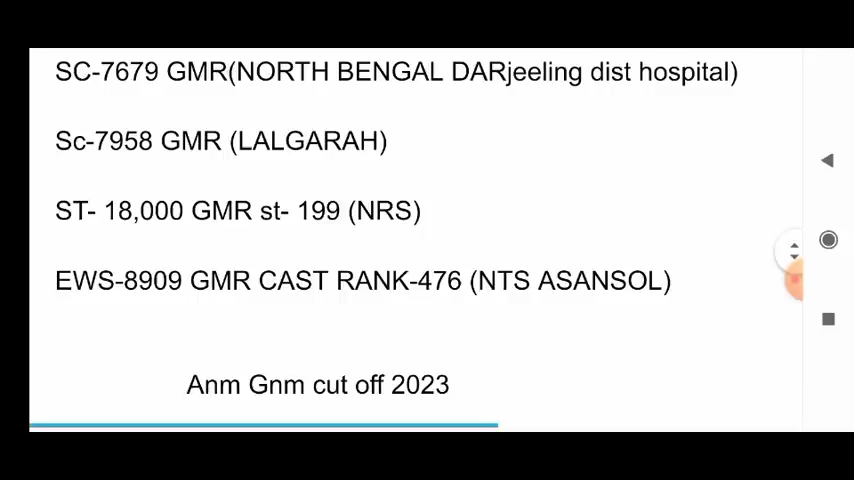 SC-7679 GMR(NORTH BENGAL DARjeeling dist hospital)
Sc-7958 GMR (LALGARAH)
ST- 18,000 GMR st- 199 (NRS)
EWS-8909 GMR CAST RANK-476 (NTS ASANSOL)
Anm Gnm cut off 2023